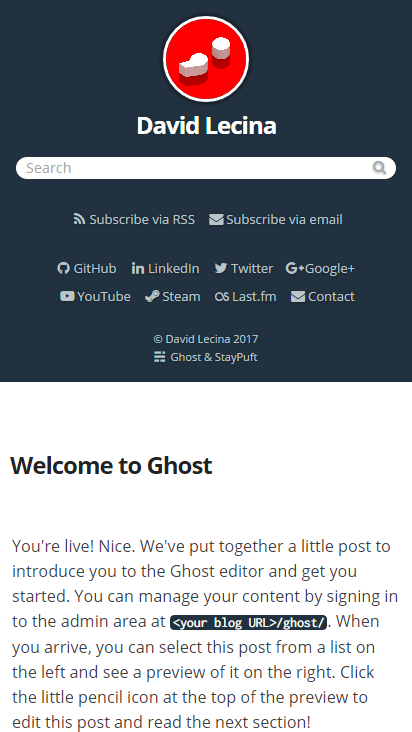 David Lecina
Search
Subscribe via RSS Subscribe via email
GitHub LinkedIn Twitter Google+
YouTube Steam Last.fm Contact
© David Lecina 2017
Ghost & StayPuft
Welcome to Ghost
You're live! Nice. We've put together a little post to
introduce you to the Ghost editor and get you
started. You can manage your content by signing in
to the admin area at <your blog URL>/ghost/. When
you arrive, you can select this post from a list on
the left and see a preview of it on the right. Click
the little pencil icon at the top of the preview to
edit this post and read the next section!